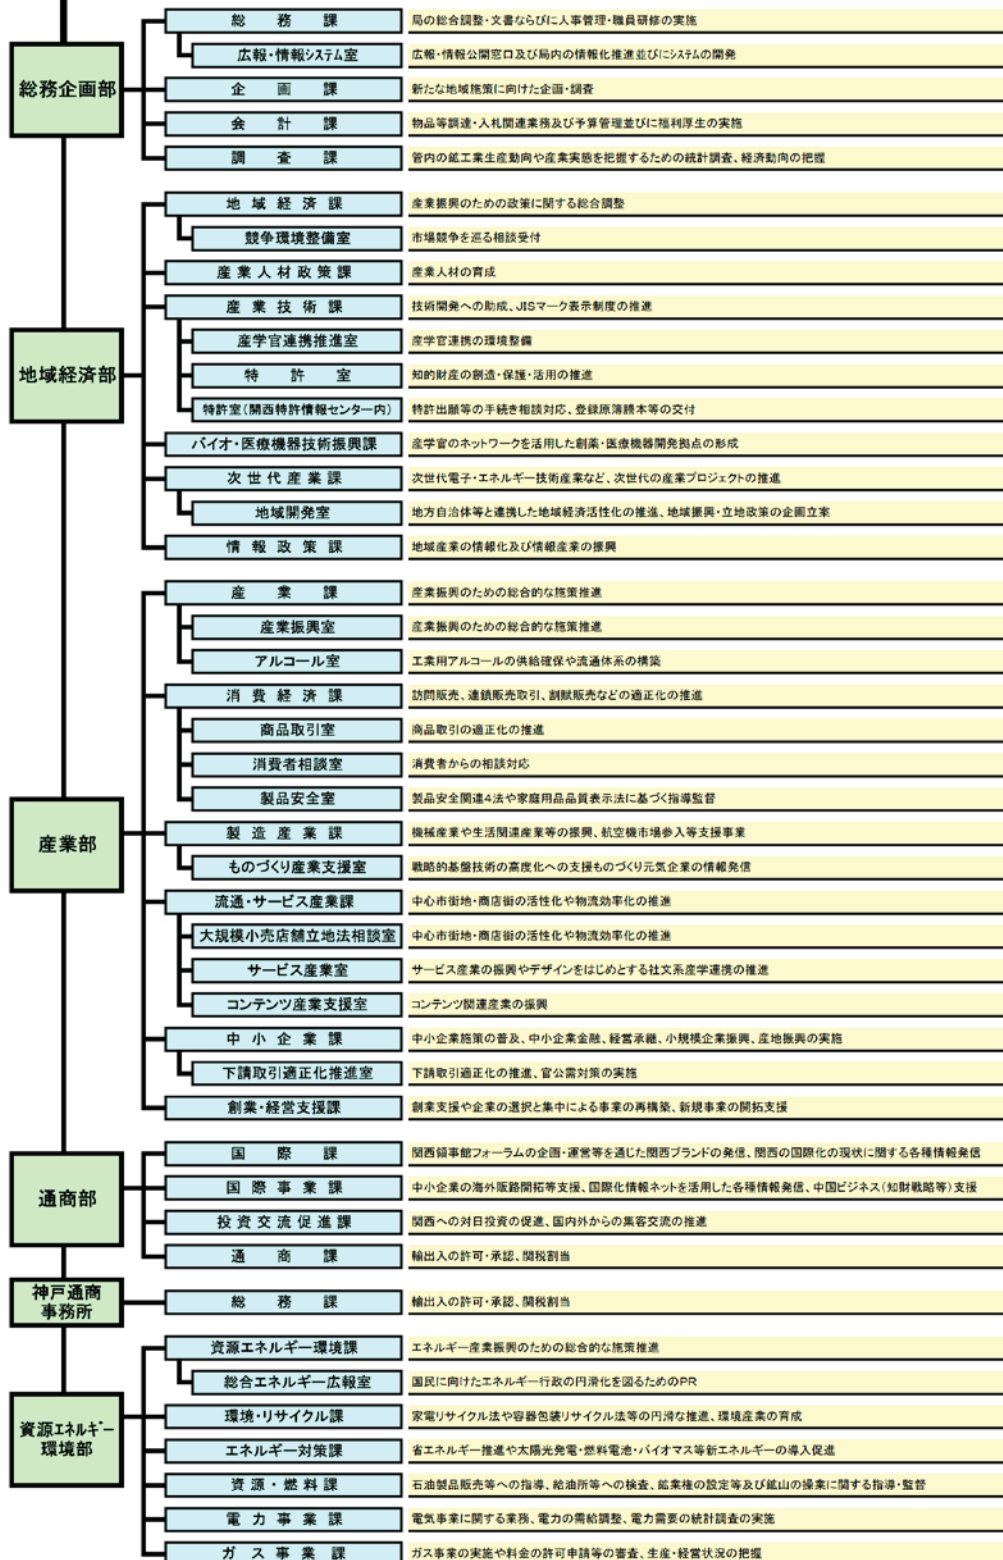 総務企画部
総務課 局の総合調整・文書ならびに人事管理・職員研修の実施
広報・情報システム室 広報・情報公開窓口及び局内の情報化推進並びにシステムの開発
企画課 新たな地域施策に向けた企画・調査
会計課 物品等調達・入札関連業務及び予算管理並びに福利厚生の実施
調査課 管内の鉱工業生産動向や産業実態を把握するための統計調査、経済動向の把握
地域経済部
地域経済課 産業振興のための政策に関する総合調整
競争環境整備室 市場競争を巡る相談受付
産業人材政策課 産業人材の育成
産業技術課 技術開発への助成、JISマーク表示制度の推進
産学官連携推進室 産学官連携の環境整備
特許室 知的財産の創造・保護・活用の推進
特許室(関西特許情報センター内) 特許出願等の手続き相談対応、登録原簿謄本等の交付
バイオ・医療機器技術振興課 産学官のネットワークを活用した創薬・医療機器開発拠点の形成
次世代産業課 次世代電子・エネルギー技術産業など、次世代の産業プロジェクトの推進
地域開発室 地方自治体等と連携した地域経済活性化の推進、地域振興・立地政策の企画立案
情報政策課 地域産業の情報化及び情報産業の振興
産業部
産業課 産業振興のための総合的な施策推進
産業振興室 産業振興のための総合的な施策推進
アルコール室 工業用アルコールの供給確保や流通体系の構築
消費経済課 訪問販売、連鎖販売取引、割賦販売などの適正化の推進
商品取引室 商品取引の適正化の推進
消費者相談室 消費者からの相談対応
製品安全室 製品安全関連4法や家庭用品品質表示法に基づく指導監督
製造産業課 機械産業や生活関連産業等の振興、航空機市場参入等支援事業
ものづくり産業支援室 戦略的基盤技術の高度化への支援ものづくり元気企業の情報発信
流通・サービス産業課 中心市街地・商店街の活性化や物流効率化の推進
大規模小売店舗立地法相談室 中心市街地・商店街の活性化や物流効率化の推進
サービス産業室 サービス産業の振興やデザインをはじめとする社文系産学連携の推進
コンテンツ産業支援室 コンテンツ関連産業の振興
中小企業課 中小企業施策の普及、中小企業金融、経営承継、小規模企業振興、産地振興の実施
下請取引適正化推進室 下請取引適正化の推進、官公需対策の実施
創業・経営支援課 創業支援や企業の選択と集中による事業の再構築、新規事業の開拓支援
通商部
国際課 関西領事館フォーラムの企画・運営等を通じた関西ブランドの発信、関西の国際化の現状に関する各種情報発信
国際事業課 中小企業の海外販路開拓等支援、国際化情報ネットを活用した各種情報発信、中国ビジネス(知財戦略等)支援
投資交流促進課 関西への対日投資の促進、国内外からの集客交流の推進
通商課 輸出入の許可・承認、関税割当
神戸通商
事務所
総務課 輸出入の許可・承認、関税割当
資源エネルギー
環境部
資源エネルギー環境課 エネルギー産業振興のための総合的な施策推進
総合エネルギー広報室 国民に向けたエネルギー行政の円滑化を図るためのPR
環境・リサイクル課 家電リサイクル法や容器包装リサイクル法等の円滑な推進、環境産業の育成
エネルギー対策課 省エネルギー推進や太陽光発電・燃料電池・バイオマス等新エネルギーの導入促進
資源・燃料課 石油製品販売等への指導、給油所等への検査、鉱業権の設定等及び鉱山の操業に関する指導・監督
電力事業課 電気事業に関する業務、電力の需給調整、電力需要の統計調査の実施
ガス事業課 ガス事業の実施や料金の許可申請等の審査、生産・経営状況の把握